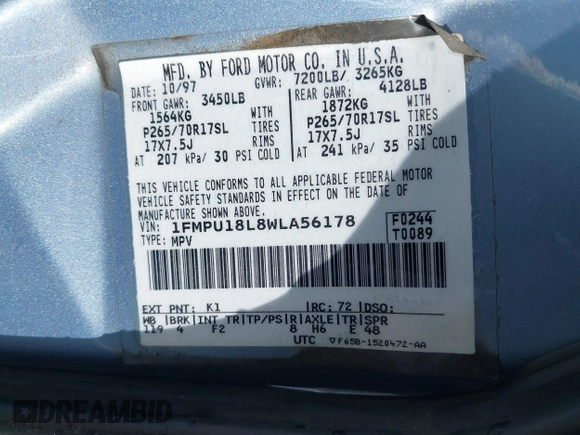 MFD. BY FORD MOTOR CO. IN U.S.A.
DATE: 10/97 GVWR: 7200LB/ 3265KG
FRONT GAWR: 3450LB REAR GAWR: 4128LB
1564KG WITH 1872KG WITH
P265/70R17SL TIRES P265/70R17SL TIRES
17X7.5J RIMS 17X7.5J RIMS
AT 207 kPa/ 30 PSI COLD AT 241 kPa/ 35 PSI COLD
THIS VEHICLE CONFORMS TO ALL APPLICABLE FEDERAL MOTOR
VEHICLE SAFETY STANDARDS IN EFFECT ON THE DATE OF
MANUFACTURE SHOWN ABOVE.
VIN: 1FMPU18L8WLA56178 F0244
TYPE: MPV T0089
EXT PNT: K1 RC: 72 DSO:
WB BRK INT TR TP/PS R AXLE TR SPR
119 4 F2 8 H6 E 48
UTC ▽F65B-1520472-AA
DREAMBID